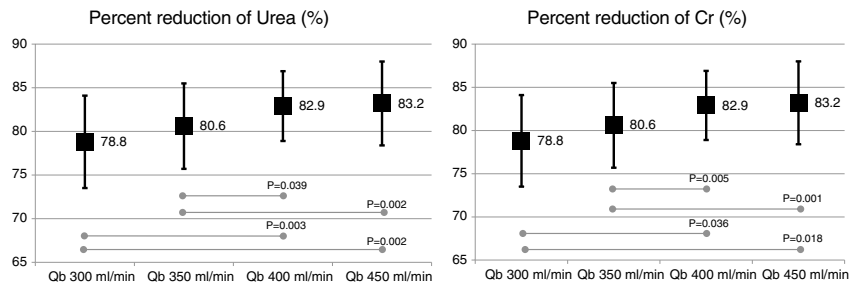 Percent reduction of Urea (%)
90
85
80
75
70
65
78.8
80.6
82.9
83.2
P=0.039
P=0.002
P=0.003
P=0.002
Qb 300 ml/min Qb 350 ml/min Qb 400 ml/min Qb 450 ml/min
Percent reduction of Cr (%)
90
85
80
75
70
65
78.8
80.6
82.9
83.2
P=0.005
P=0.001
P=0.036
P=0.018
Qb 300 ml/min Qb 350 ml/min Qb 400 ml/min Qb 450 ml/min